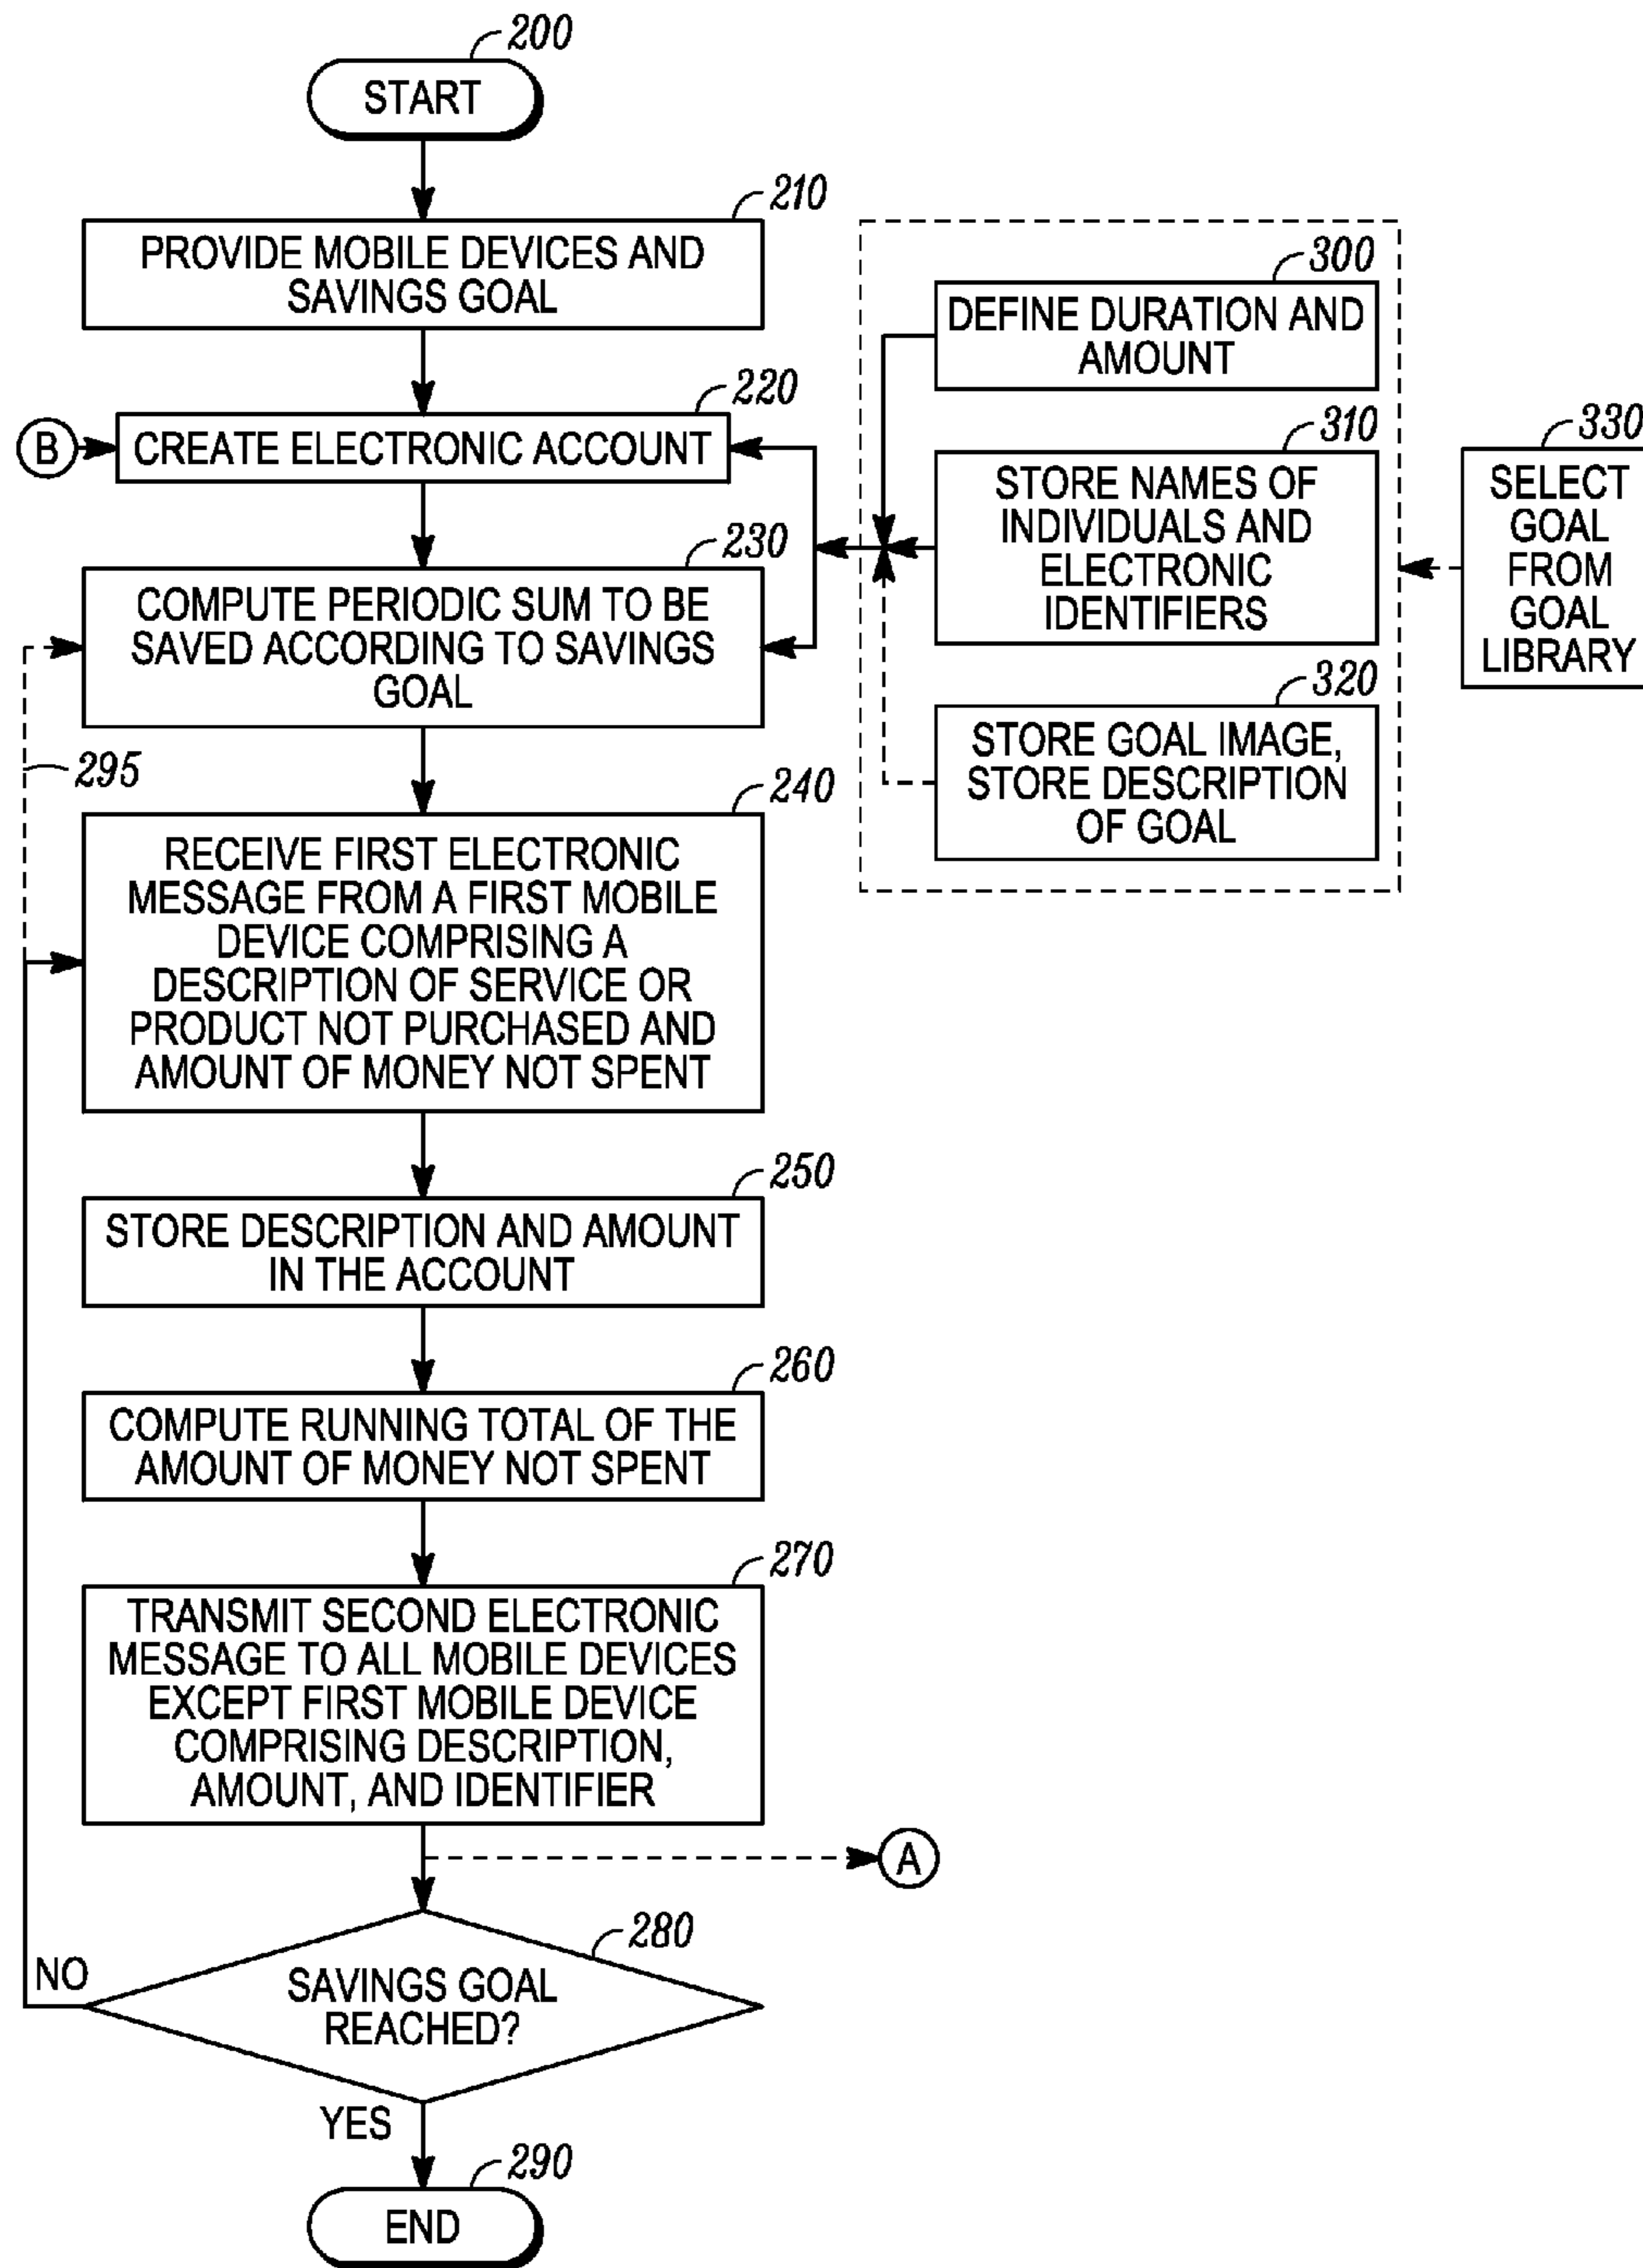 200
START
210
PROVIDE MOBILE DEVICES AND
SAVINGS GOAL
220
B
CREATE ELECTRONIC ACCOUNT
230
COMPUTE PERIODIC SUM TO BE
SAVED ACCORDING TO SAVINGS
GOAL
295
300
DEFINE DURATION AND
AMOUNT
310
STORE NAMES OF
INDIVIDUALS AND
ELECTRONIC
IDENTIFIERS
320
STORE GOAL IMAGE,
STORE DESCRIPTION
OF GOAL
330
SELECT
GOAL
FROM
GOAL
LIBRARY
240
RECEIVE FIRST ELECTRONIC
MESSAGE FROM A FIRST MOBILE
DEVICE COMPRISING A
DESCRIPTION OF SERVICE OR
PRODUCT NOT PURCHASED AND
AMOUNT OF MONEY NOT SPENT
250
STORE DESCRIPTION AND AMOUNT
IN THE ACCOUNT
260
COMPUTE RUNNING TOTAL OF THE
AMOUNT OF MONEY NOT SPENT
270
TRANSMIT SECOND ELECTRONIC
MESSAGE TO ALL MOBILE DEVICES
EXCEPT FIRST MOBILE DEVICE
COMPRISING DESCRIPTION,
AMOUNT, AND IDENTIFIER
A
280
NO
SAVINGS GOAL
REACHED?
YES
290
END